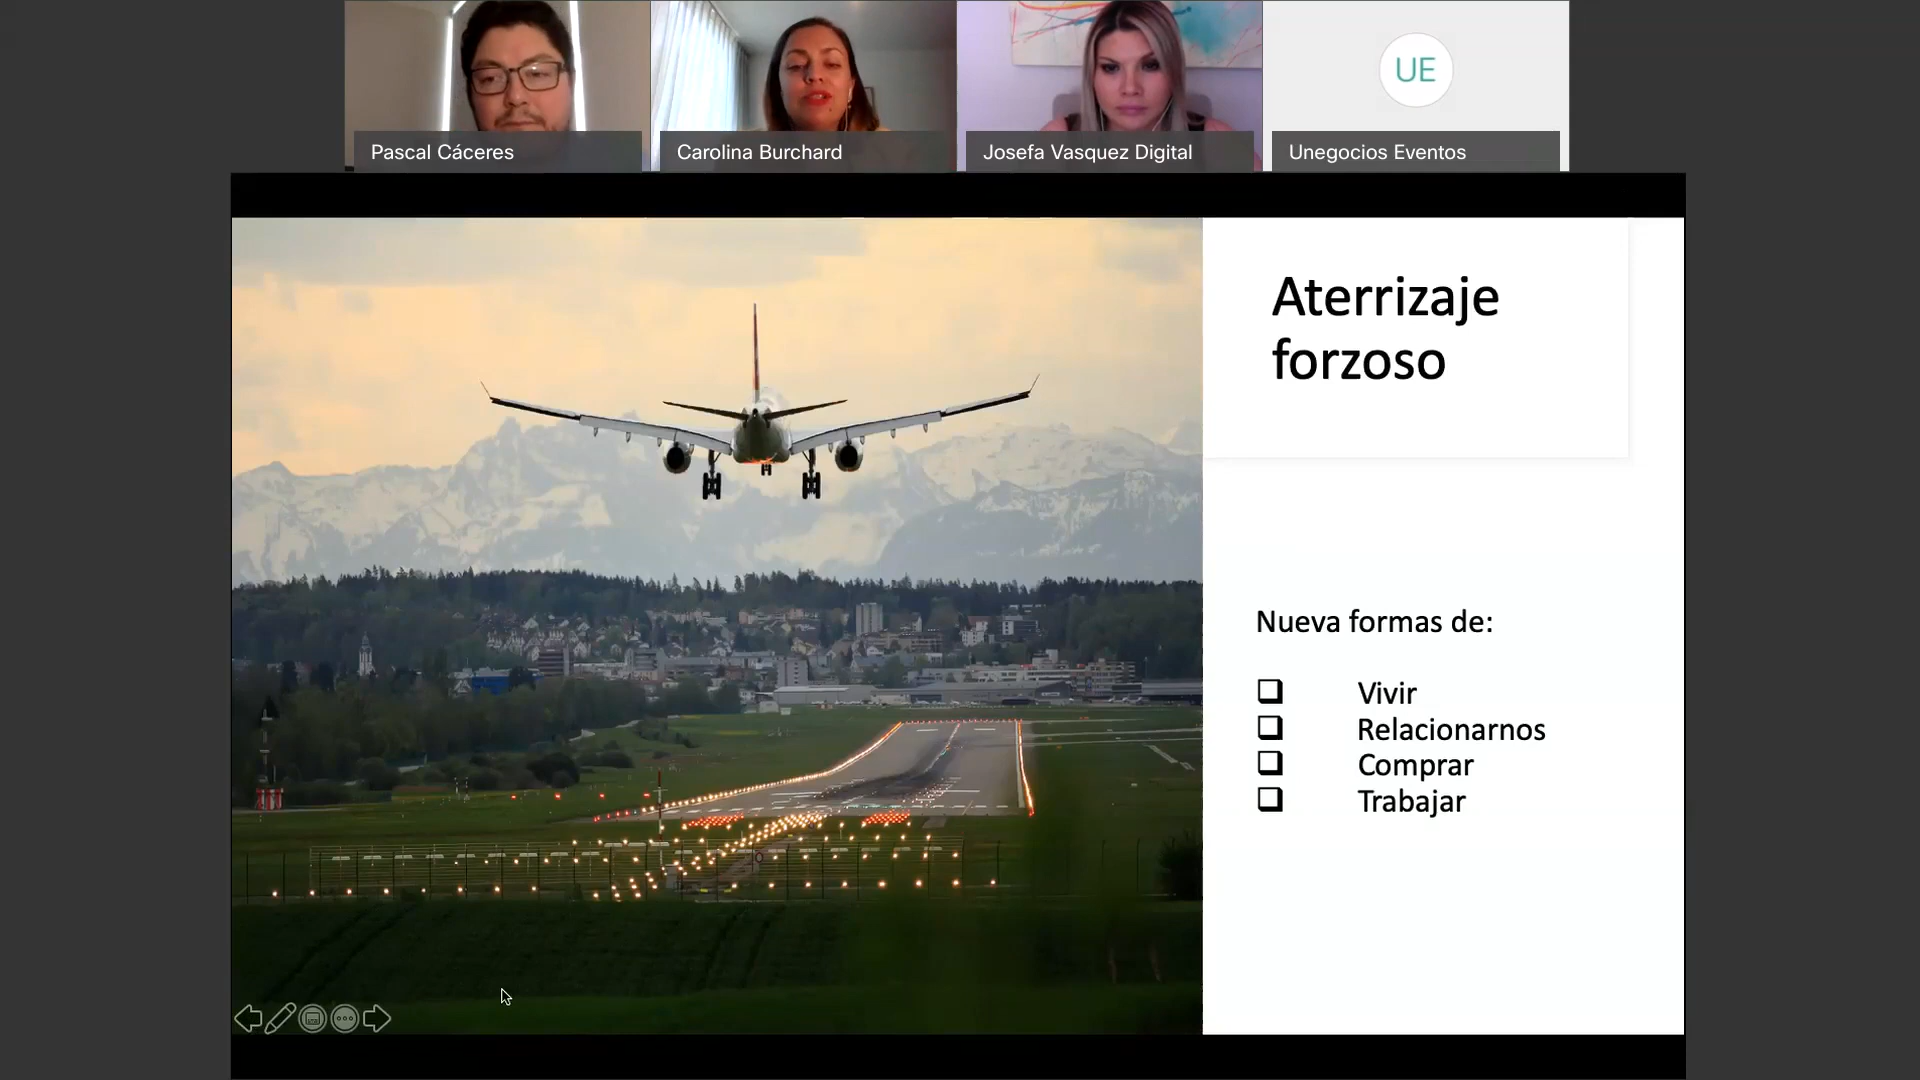 UE
Pascal Cáceres
Carolina Burchard
Josefa Vasquez Digital
Unegocios Eventos
Aterrizaje
forzoso
Nueva formas de:
Vivir
Relacionarnos
Comprar
Trabajar